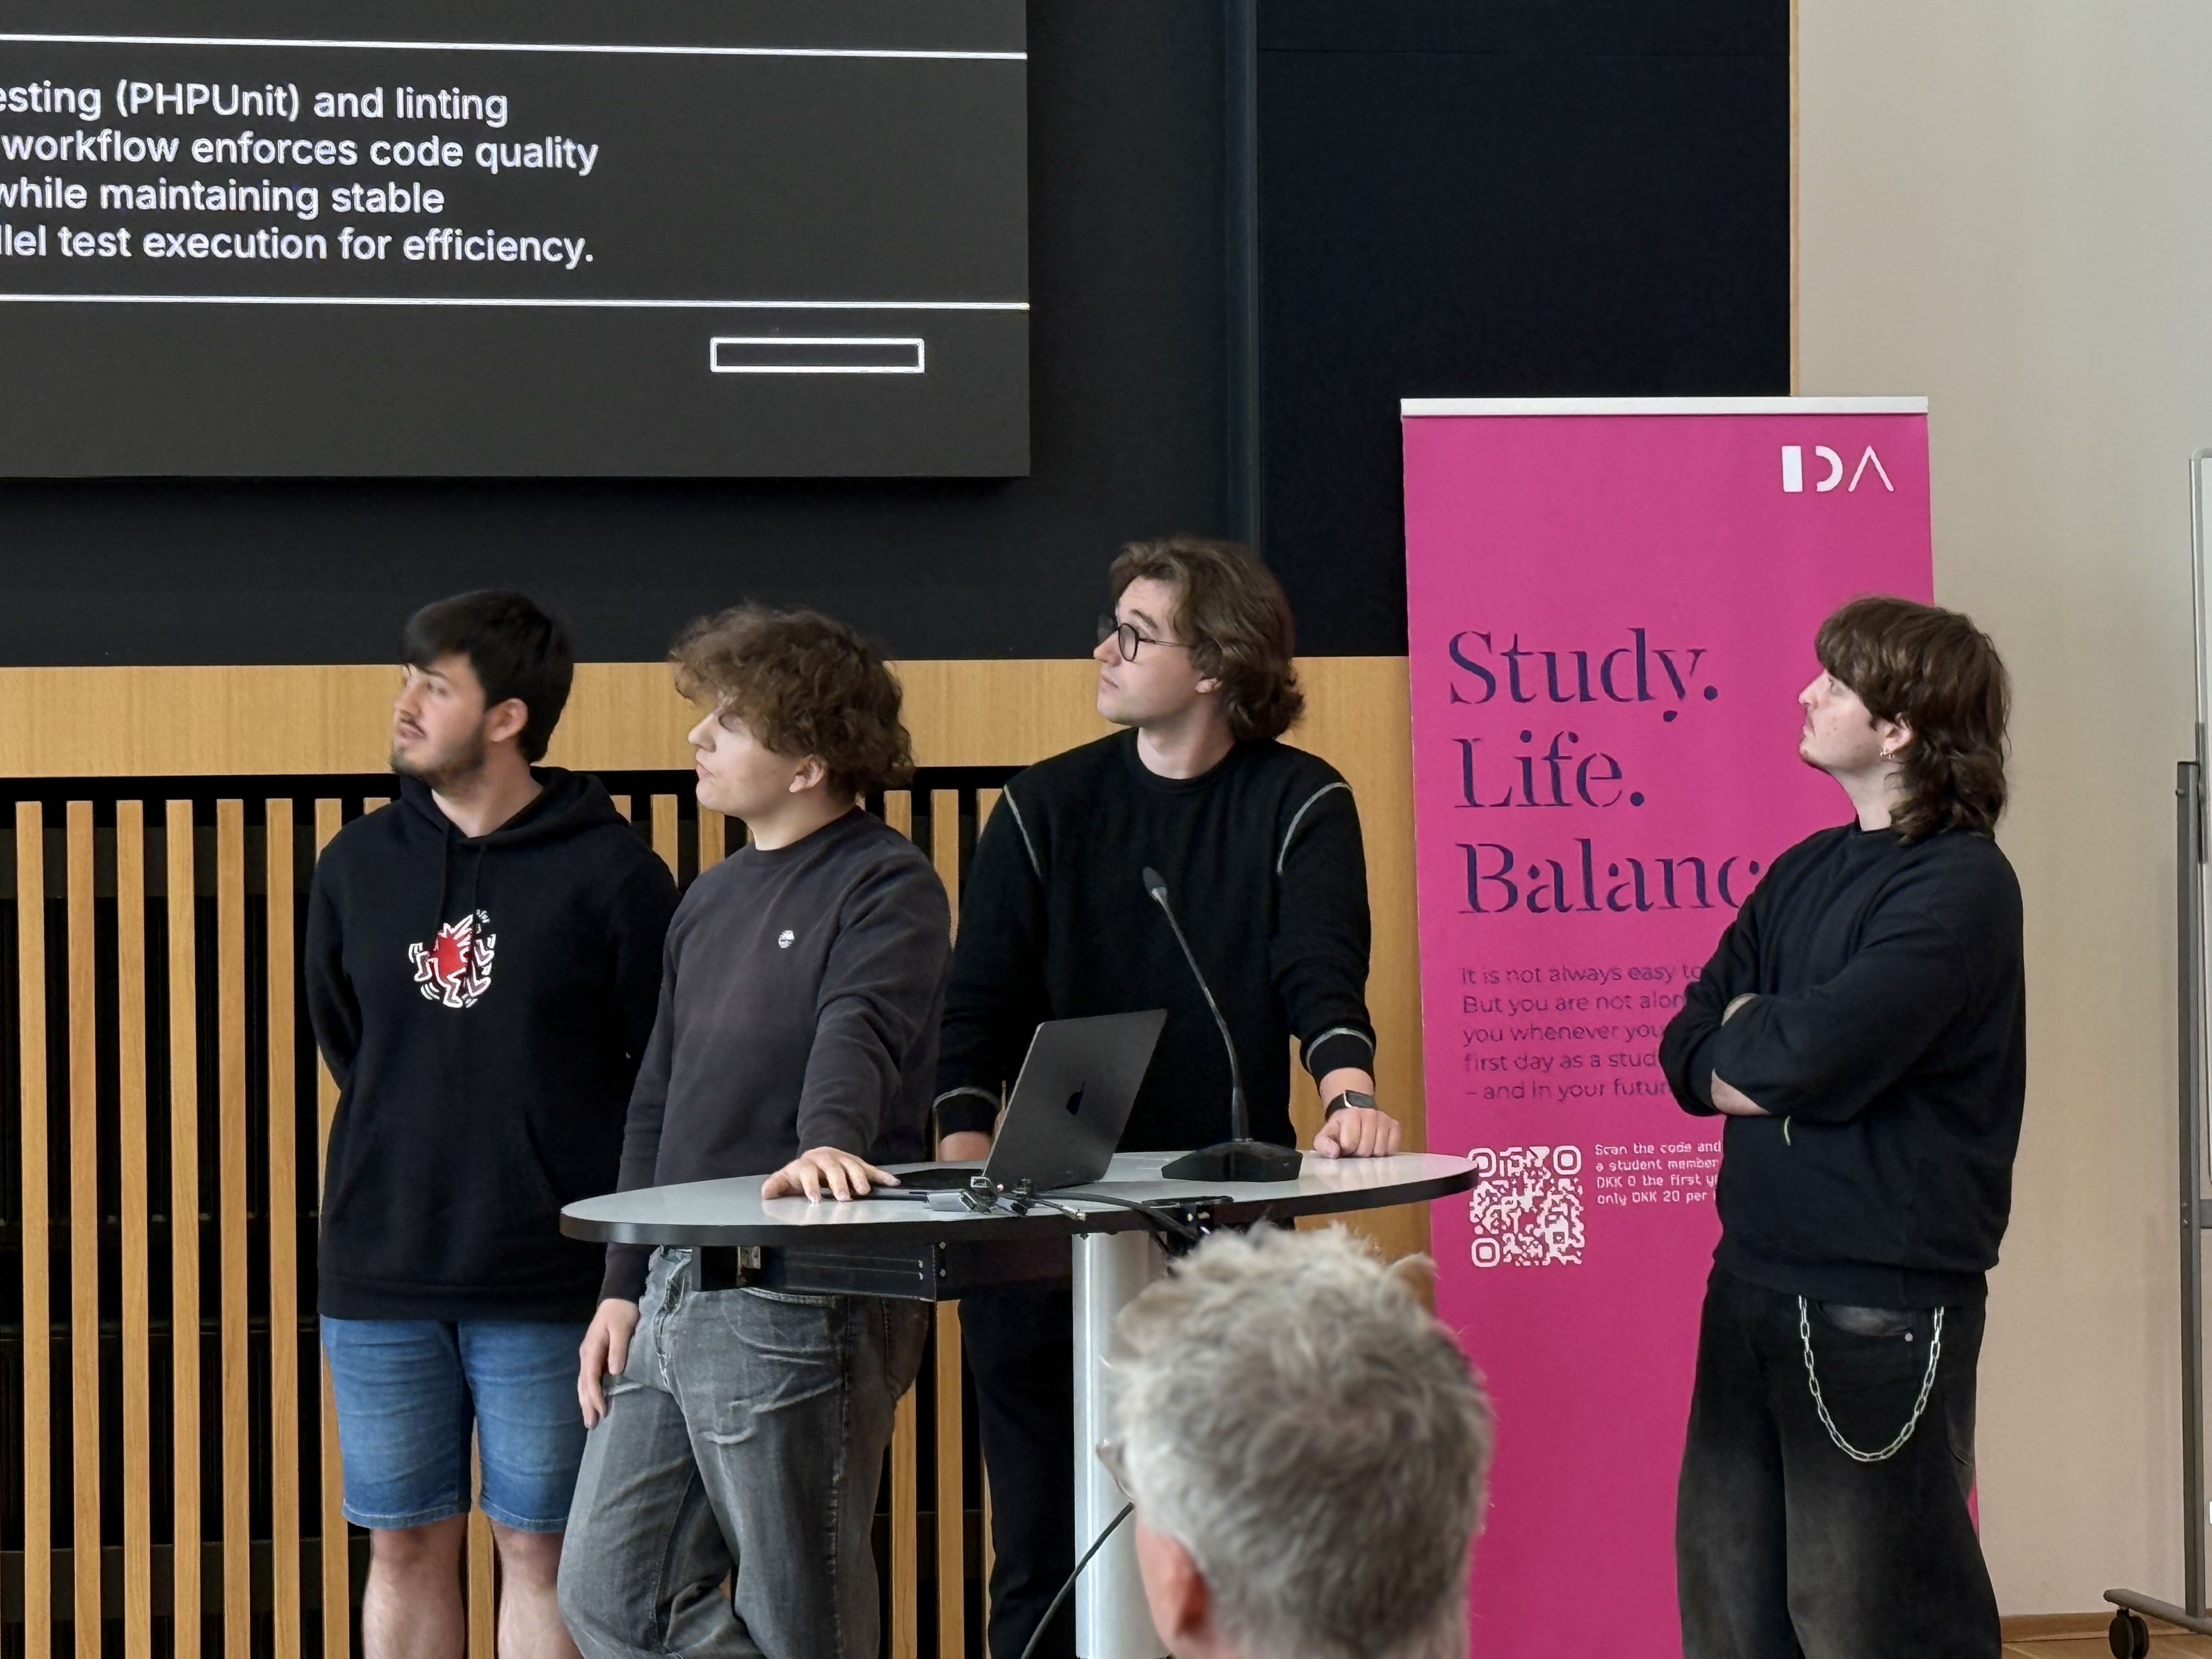 esting (PHPUnit) and linting
workflow enforces code quality
while maintaining stable
llel test execution for efficiency.
IDA
Study.
Life.
Balanc
It is not always easy to
But you are not alon
you whenever you
first day as a stud
– and in your futur
Scan the code and
a student member
DKK 0 the first y
only DKK 20 per